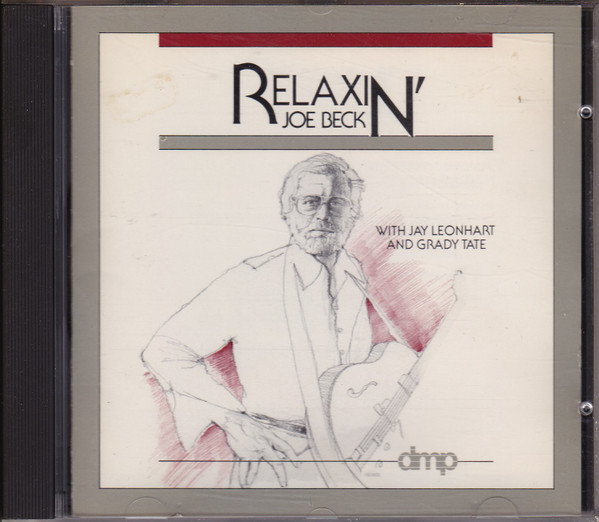 RELAXIN'
JOE BECK
WITH JAY LEONHART
AND GRADY TATE
dmp